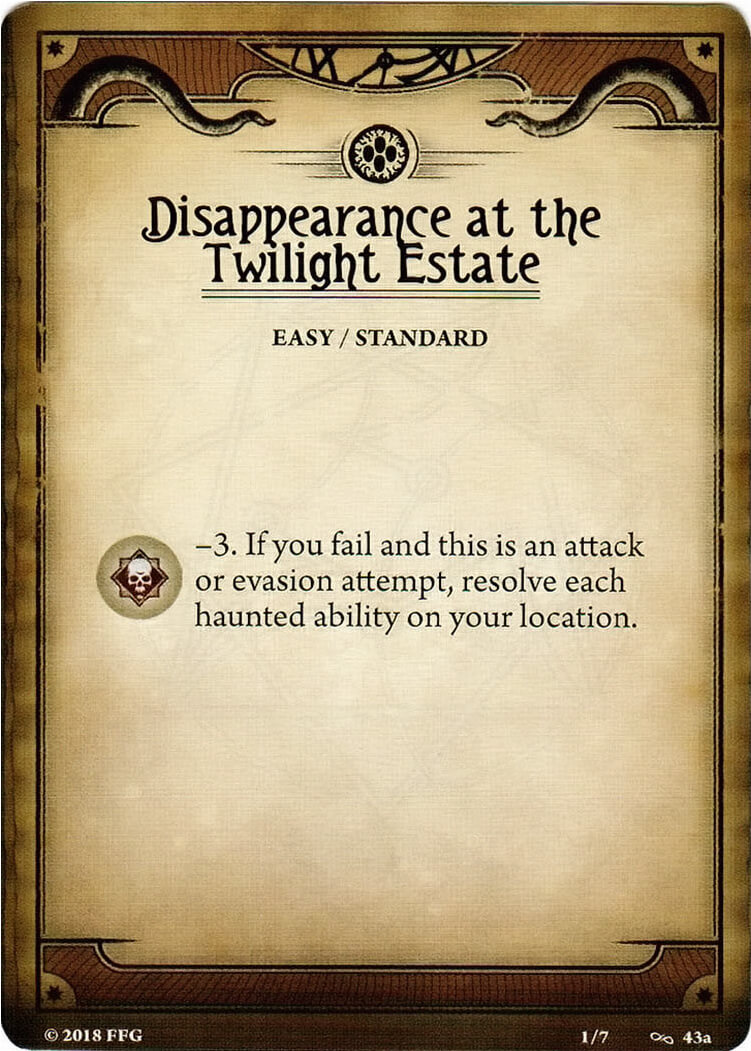 Disappearance at the
Twilight Estate
EASY / STANDARD
–3. If you fail and this is an attack
or evasion attempt, resolve each
haunted ability on your location.
© 2018 FFG
1/7
43a